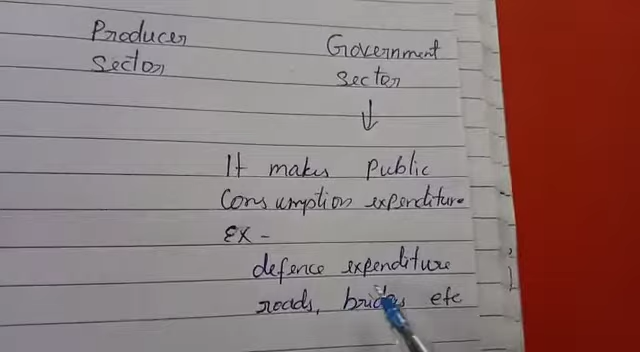 Producer
Sector
Government
sector
It makes Public
Consumption expenditure
Ex -
defence expenditure
roads, bridges etc